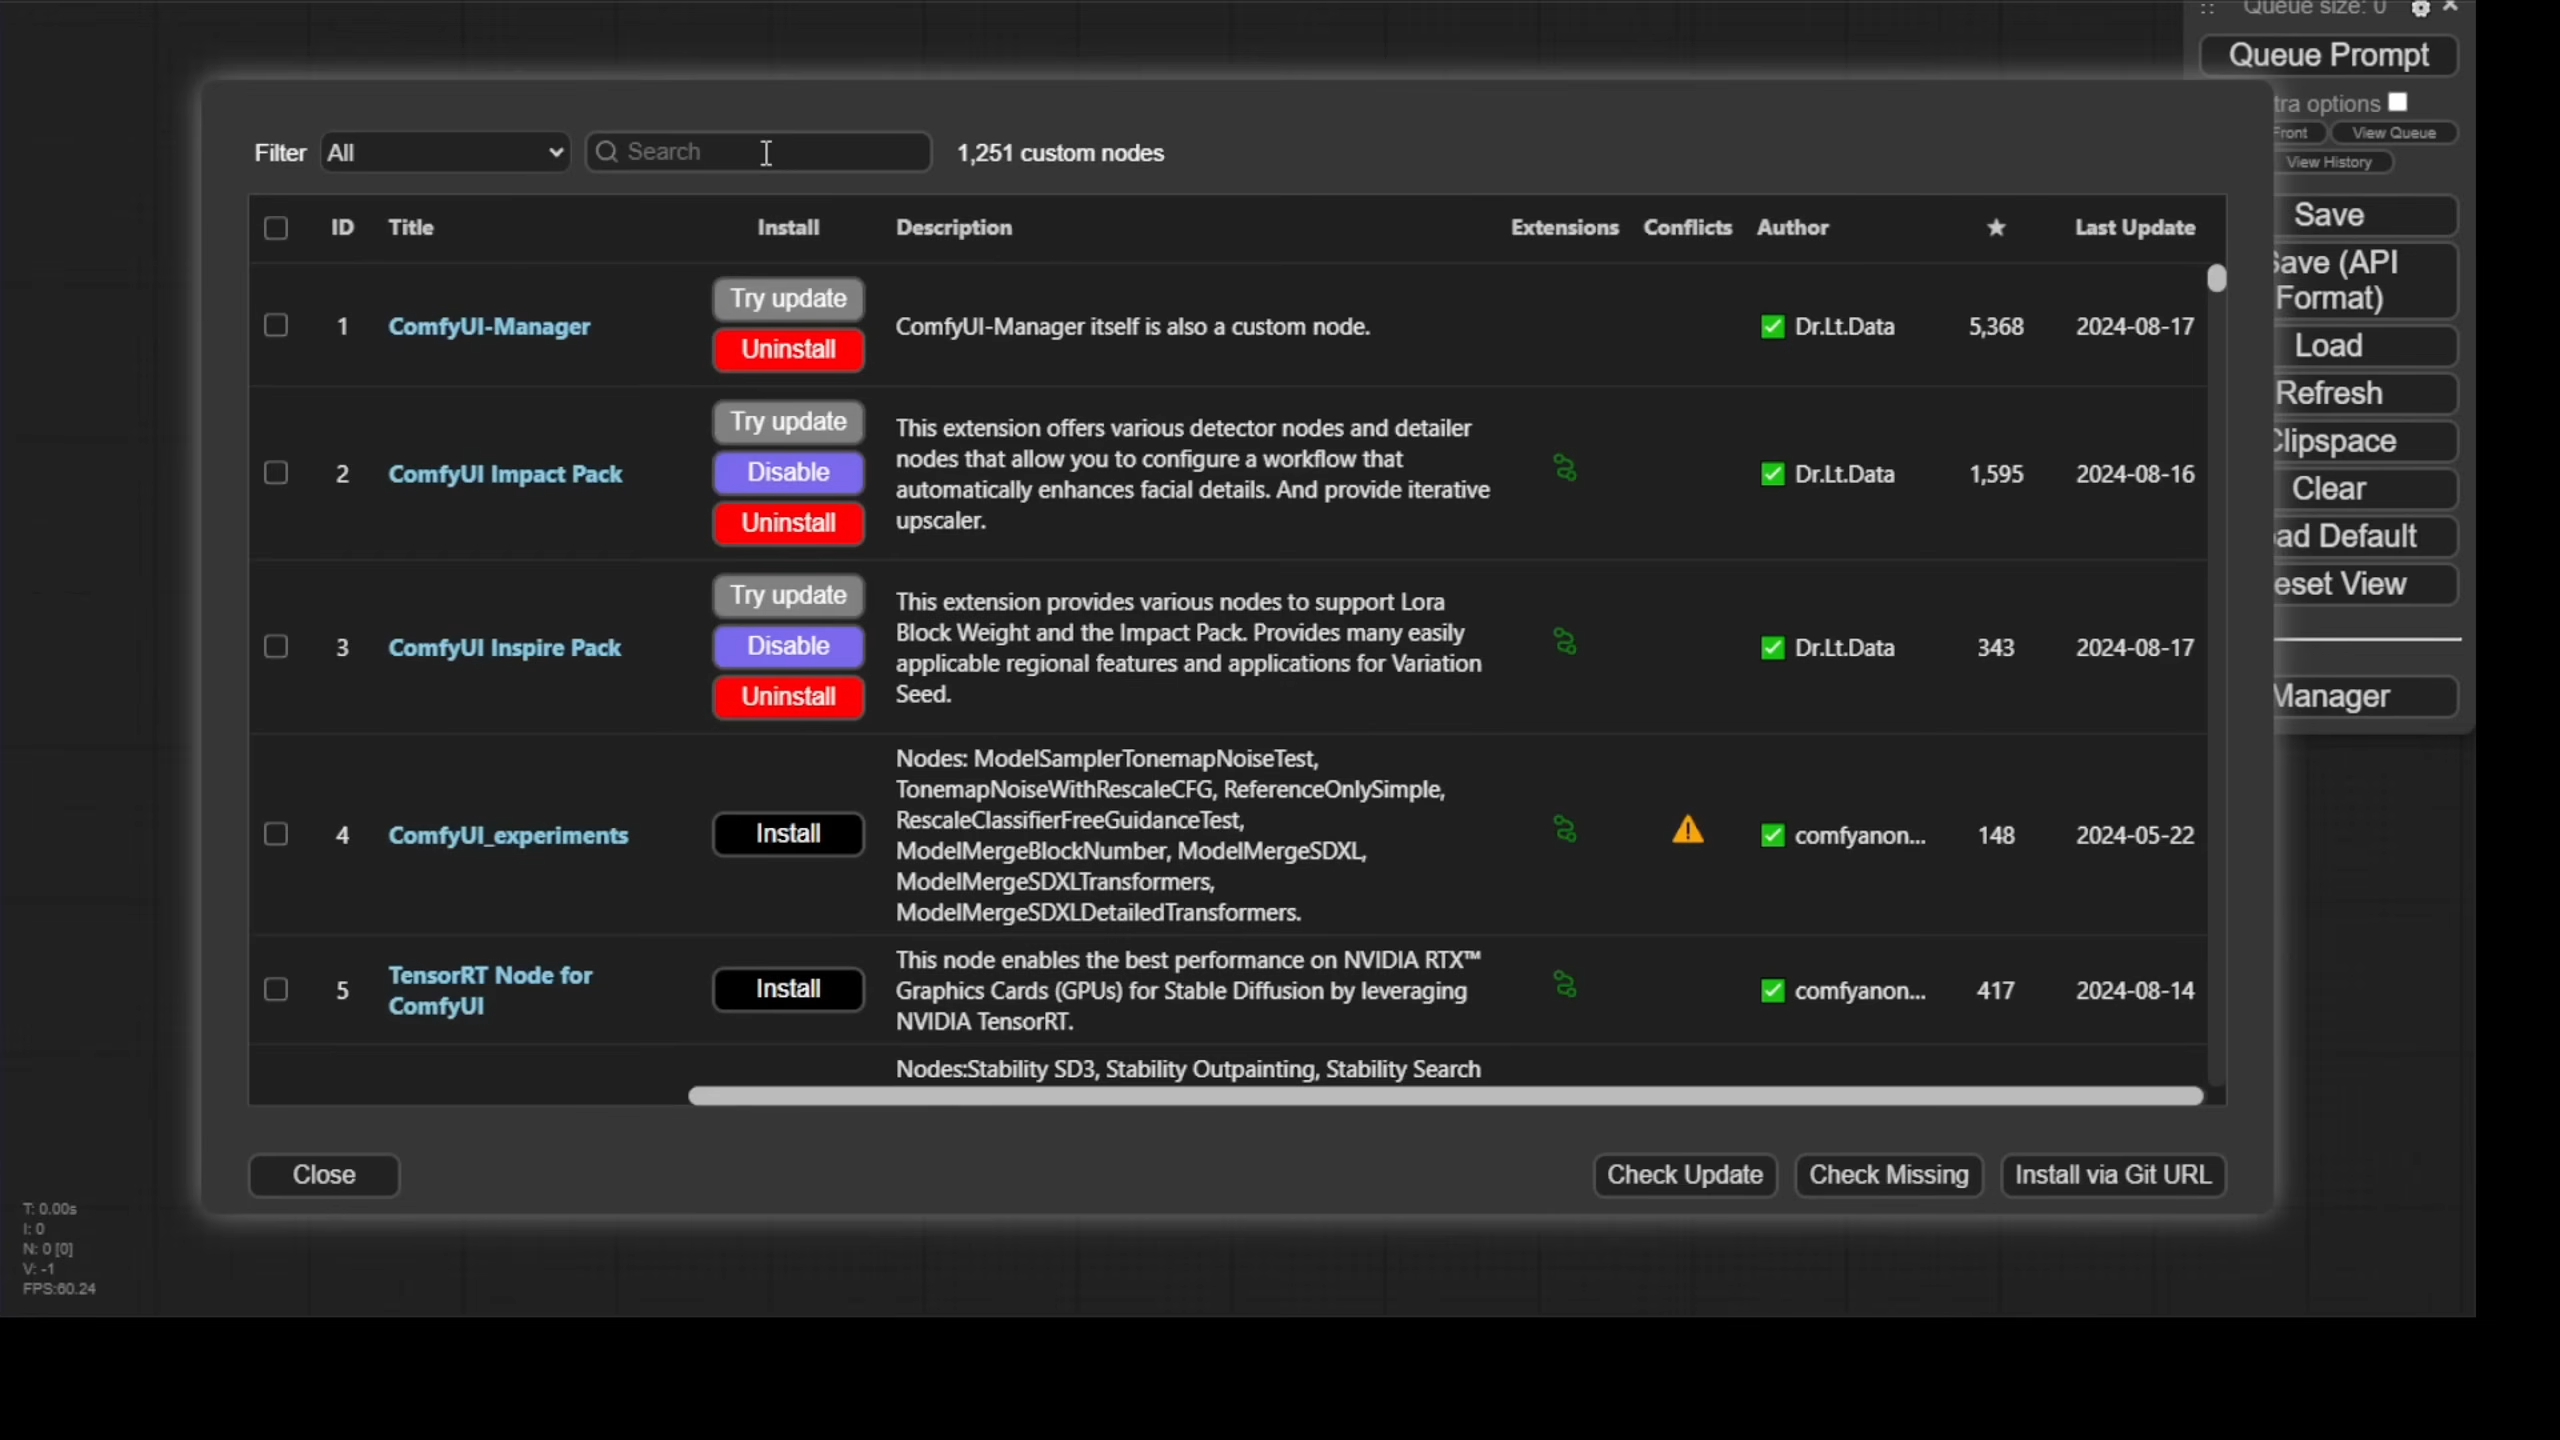 Queue size: 0
Queue Prompt
tra options
Front
View Queue
View History
Filter
All
Search
1,251 custom nodes
ID
Title
Install
Description
Extensions
Conflicts
Author
★
Last Update
1
ComfyUI-Manager
Try update
Uninstall
ComfyUI-Manager itself is also a custom node.
Dr.Lt.Data
5,368
2024-08-17
2
ComfyUI Impact Pack
Try update
Disable
Uninstall
This extension offers various detector nodes and detailer
nodes that allow you to configure a workflow that
automatically enhances facial details. And provide iterative
upscaler.
Dr.Lt.Data
1,595
2024-08-16
3
ComfyUI Inspire Pack
Try update
Disable
Uninstall
This extension provides various nodes to support Lora
Block Weight and the Impact Pack. Provides many easily
applicable regional features and applications for Variation
Seed.
Dr.Lt.Data
343
2024-08-17
4
ComfyUI_experiments
Install
Nodes: ModelSamplerTonemapNoiseTest,
TonemapNoiseWithRescaleCFG, ReferenceOnlySimple,
RescaleClassifierFreeGuidanceTest,
ModelMergeBlockNumber, ModelMergeSDXL,
ModelMergeSDXLTransformers,
ModelMergeSDXLDetailedTransformers.
comfyanon...
148
2024-05-22
5
TensorRT Node for
ComfyUI
Install
This node enables the best performance on NVIDIA RTX™
Graphics Cards (GPUs) for Stable Diffusion by leveraging
NVIDIA TensorRT.
comfyanon...
417
2024-08-14
Nodes:Stability SD3, Stability Outpainting, Stability Search
Close
Check Update
Check Missing
Install via Git URL
Save
Save (API
Format)
Load
Refresh
Clipspace
Clear
ad Default
eset View
Manager
T: 0.00s
I: 0
N: 0 [0]
V: -1
FPS:60.24